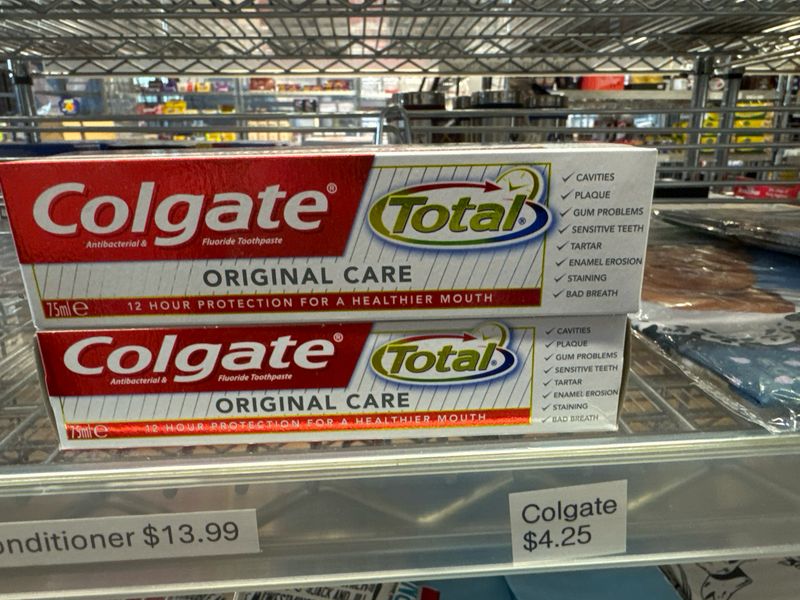 Colgate®
Antibacterial & Fluoride Toothpaste
Total®
ORIGINAL CARE
75ml e 12 HOUR PROTECTION FOR A HEALTHIER MOUTH
✓ CAVITIES
✓ PLAQUE
✓ GUM PROBLEMS
✓ SENSITIVE TEETH
✓ TARTAR
✓ ENAMEL EROSION
✓ STAINING
✓ BAD BREATH
Colgate®
Antibacterial & Fluoride Toothpaste
Total®
ORIGINAL CARE
75ml e 12 HOUR PROTECTION FOR A HEALTHIER MOUTH
✓ CAVITIES
✓ PLAQUE
✓ GUM PROBLEMS
✓ SENSITIVE TEETH
✓ TARTAR
✓ ENAMEL EROSION
✓ STAINING
✓ BAD BREATH
onditioner $13.99
Colgate
$4.25